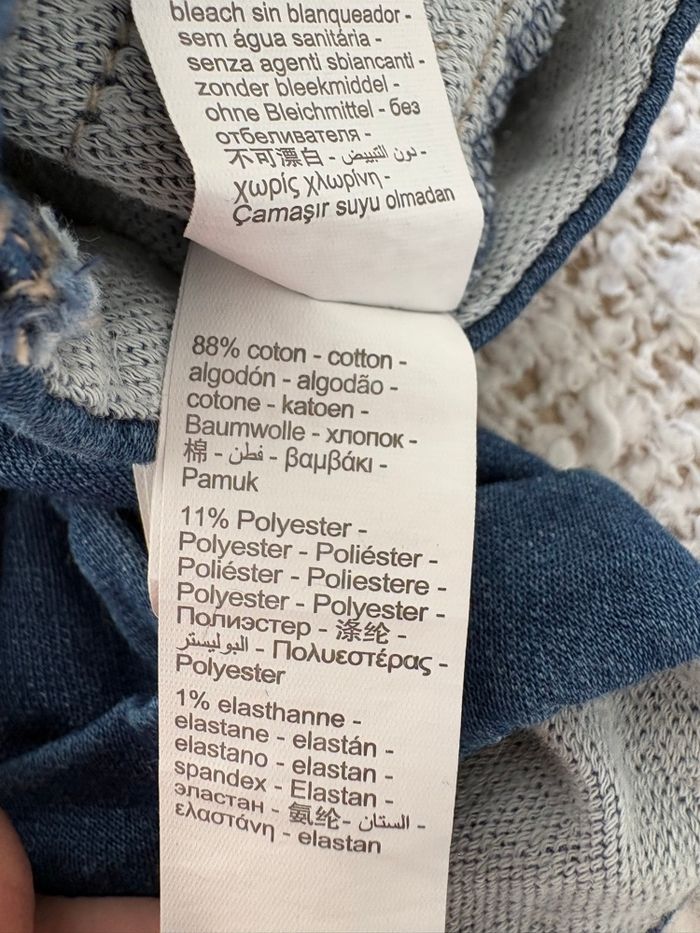 bleach sin blanqueador -
sem água sanitária -
senza agenti sbiancanti -
zonder bleekmiddel -
ohne Bleichmittel - без
отбеливателя -
不可漂白 - دون التبييض -
χωρίς χλωρίνη -
Çamaşır suyu olmadan
88% coton - cotton -
algodón - algodão -
cotone - katoen -
Baumwolle - хлопок -
棉 - قطن - βαμβάκι -
Pamuk
11% Polyester -
Polyester - Poliéster -
Poliéster - Poliestere -
Polyester - Polyester -
Полиэстер - 涤纶 -
البوليستر - Πολυεστέρας -
Polyester
1% elasthanne -
elastane - elastán -
elastano - elastan -
spandex - Elastan -
эластан - 氨纶 - الستان -
ελαστάνη - elastan